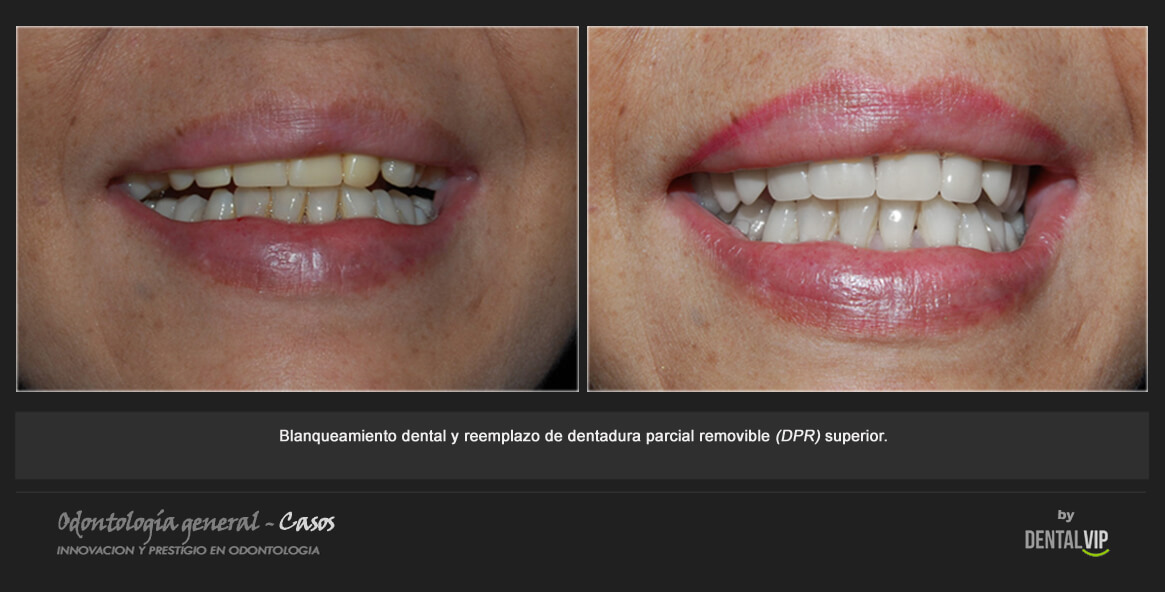 Blanqueamiento dental y reemplazo de dentadura parcial removible (DPR) superior.
Odontología general - Casos
INNOVACION Y PRESTIGIO EN ODONTOLOGIA
by
DENTALVIP